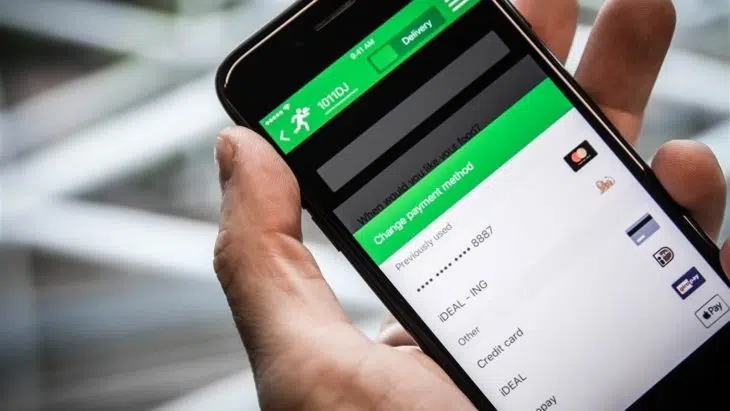 9:41 AM
1011DJ
Delivery
When would you like your food?
Change payment method
Previously used
•••• •••• •••• 8887
iDEAL - ING
Other
Credit card
iDEAL
pay
Pay